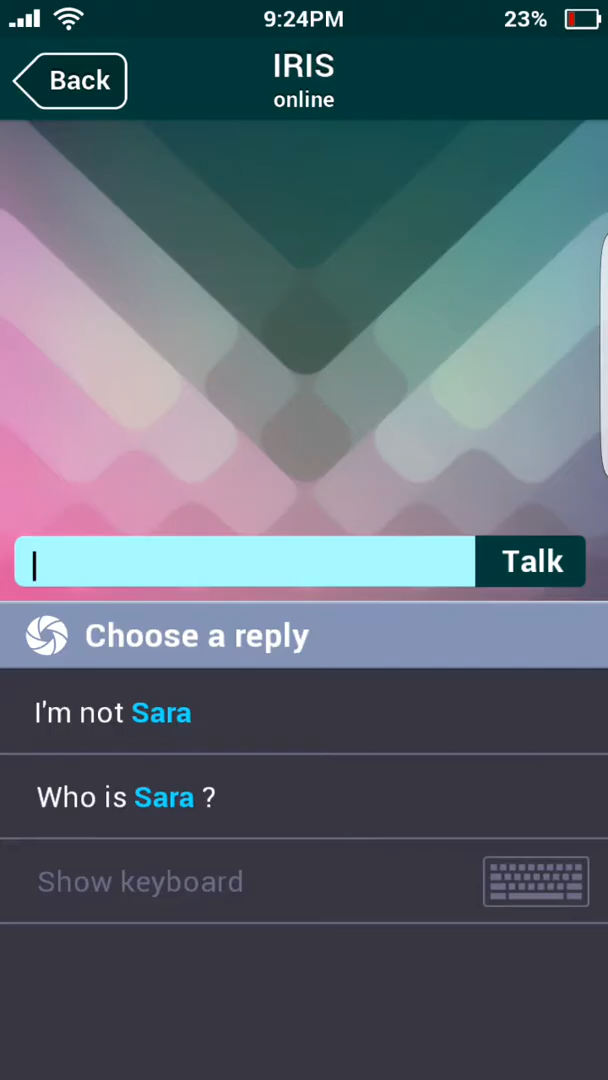 9:24PM
23%
Back
IRIS
online
Talk
Choose a reply
I'm not Sara
Who is Sara ?
Show keyboard